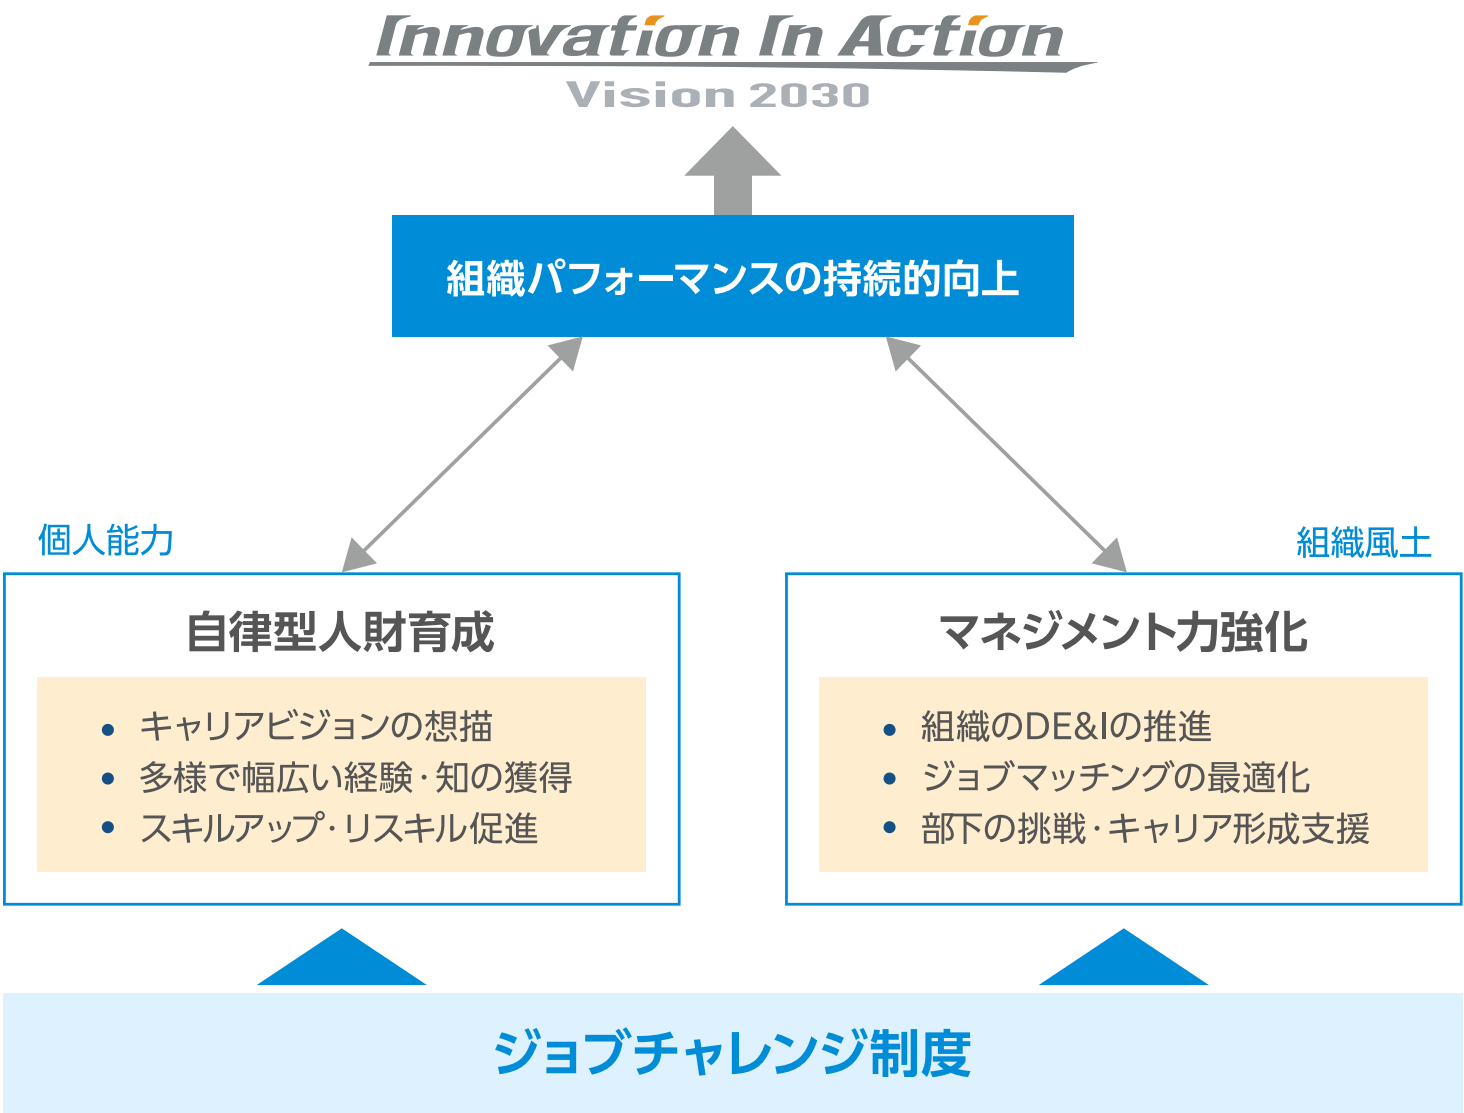 Innovation In Action
Vision 2030
組織パフォーマンスの持続的向上
個人能力
自律型人財育成
• キャリアビジョンの想描
• 多様で幅広い経験・知の獲得
• スキルアップ・リスキル促進
組織風土
マネジメント力強化
• 組織のDE&Iの推進
• ジョブマッチングの最適化
• 部下の挑戦・キャリア形成支援
ジョブチャレンジ制度